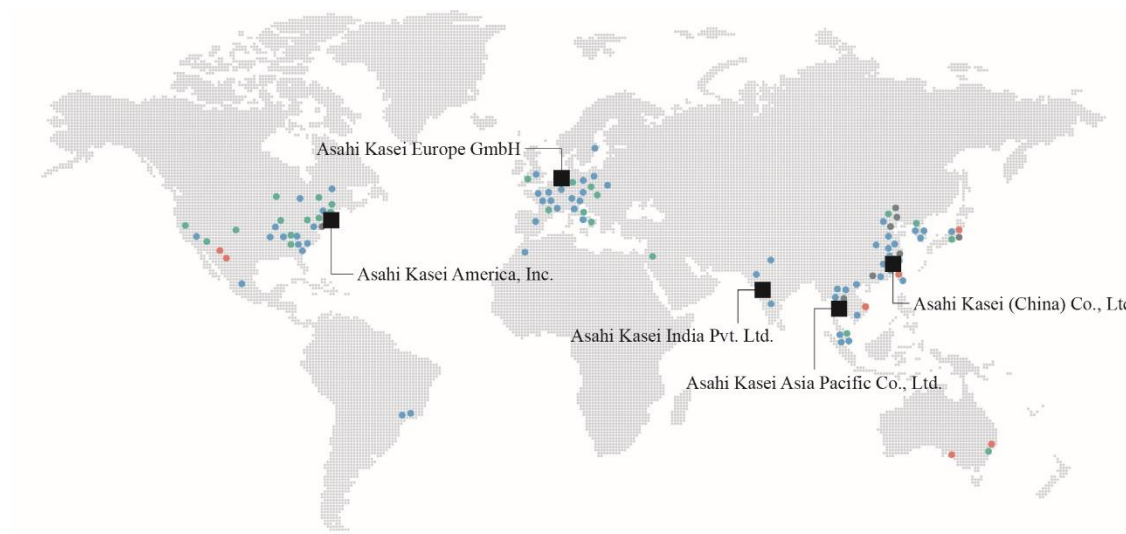 Asahi Kasei Europe GmbH
Asahi Kasei America, Inc.
Asahi Kasei (China) Co., Ltd
Asahi Kasei India Pvt. Ltd.
Asahi Kasei Asia Pacific Co., Ltd.